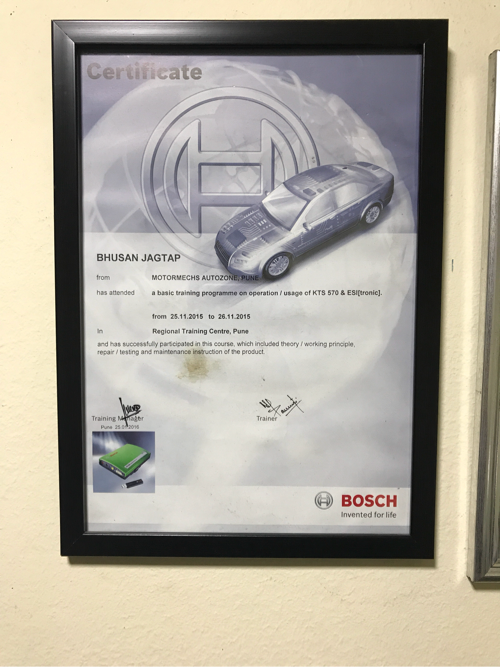 Certificate
BHUSAN JAGTAP
from MOTORMECHS AUTOZONE, PUNE
has attended a basic training programme on operation / usage of KTS 570 & ESI[tronic].
from 25.11.2015 to 26.11.2015
In Regional Training Centre, Pune
and has successfully participated in this course, which included theory / working principle,
repair / testing and maintenance instruction of the product
Training Manager Trainer
Pune 2015
BOSCH
Invented for life